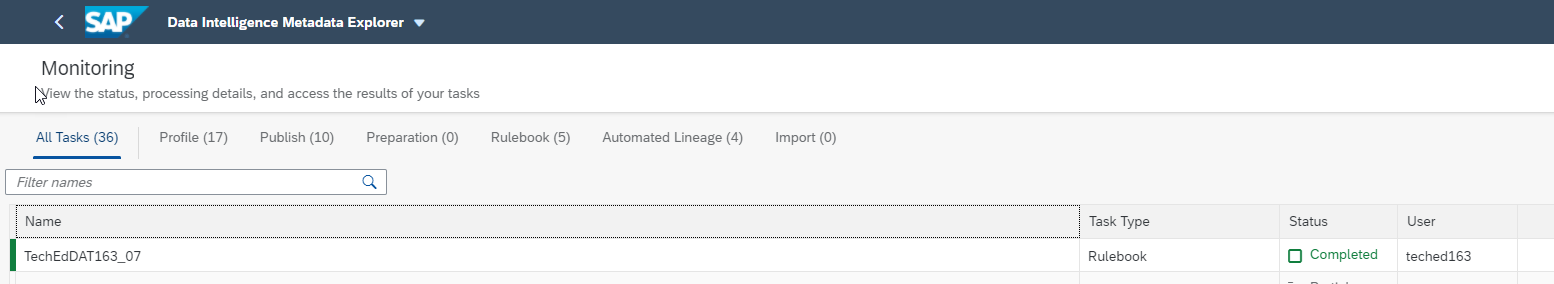 SAP Data Intelligence Metadata Explorer
Monitoring
View the status, processing details, and access the results of your tasks
All Tasks (36) Profile (17) Publish (10) Preparation (0) Rulebook (5) Automated Lineage (4) Import (0)
Filter names
Name Task Type Status User
TechEdDAT163_07 Rulebook Completed teched163